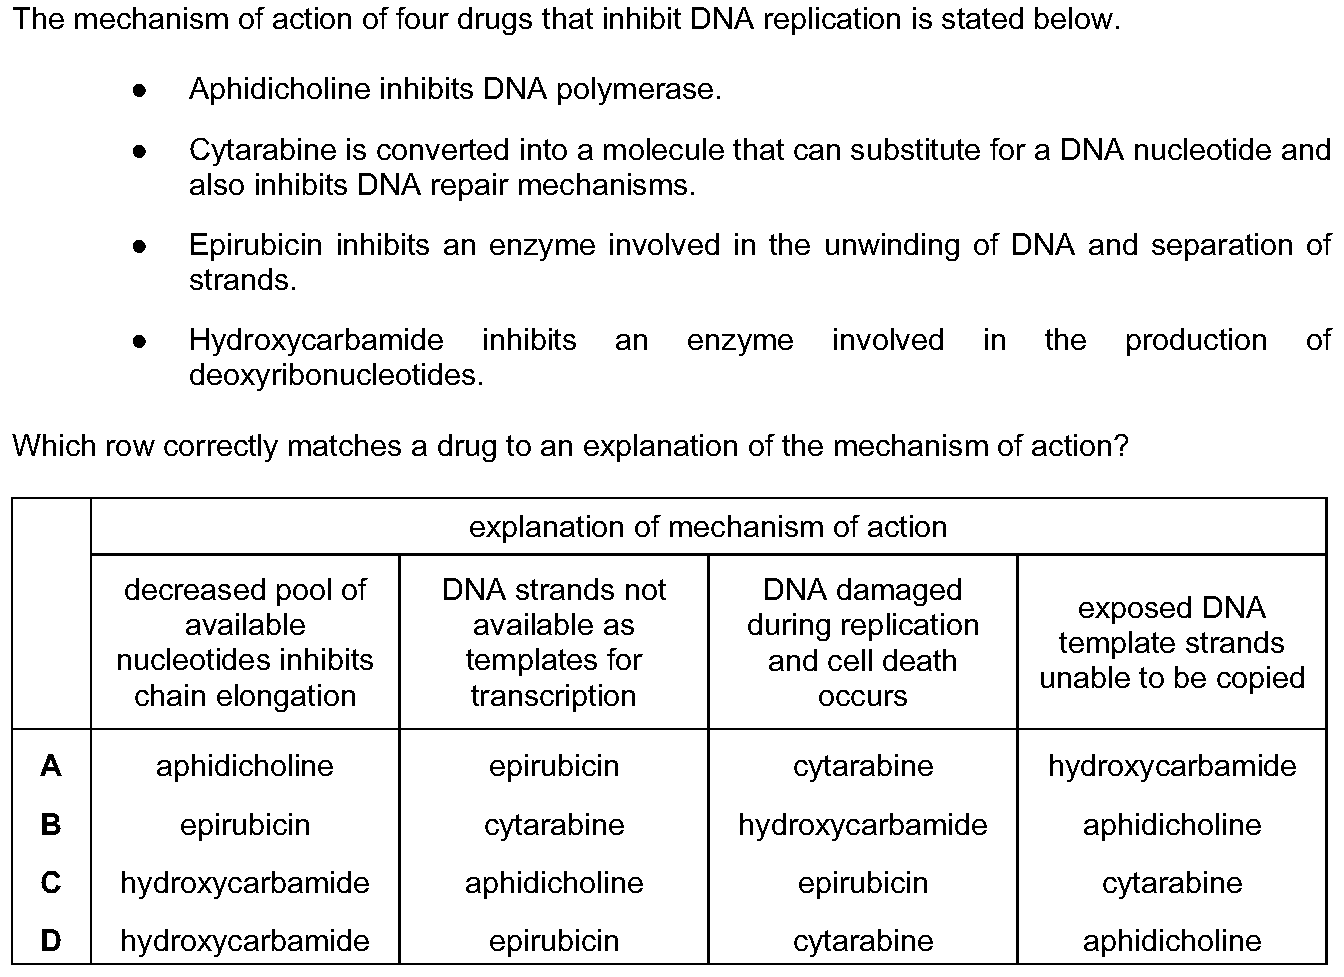 The mechanism of action of four drugs that inhibit DNA replication is stated below.
● Aphidicholine inhibits DNA polymerase.
● Cytarabine is converted into a molecule that can substitute for a DNA nucleotide and
also inhibits DNA repair mechanisms.
● Epirubicin inhibits an enzyme involved in the unwinding of DNA and separation of
strands.
● Hydroxycarbamide inhibits an enzyme involved in the production of
deoxyribonucleotides.
Which row correctly matches a drug to an explanation of the mechanism of action?
explanation of mechanism of action
decreased pool of
available
nucleotides inhibits
chain elongation
DNA strands not
available as
templates for
transcription
DNA damaged
during replication
and cell death
occurs
exposed DNA
template strands
unable to be copied
A aphidicholine epirubicin cytarabine hydroxycarbamide
B epirubicin cytarabine hydroxycarbamide aphidicholine
C hydroxycarbamide aphidicholine epirubicin cytarabine
D hydroxycarbamide epirubicin cytarabine aphidicholine